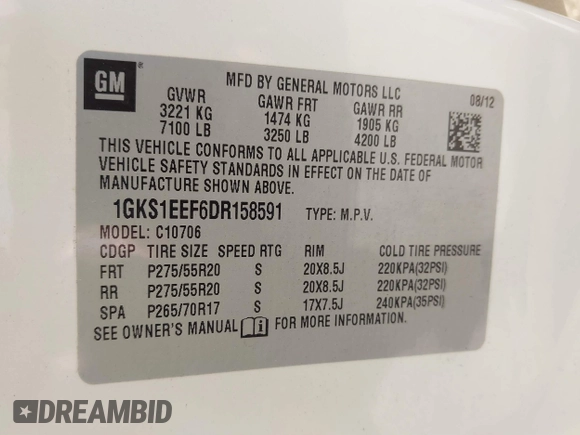 GM ®
MFD BY GENERAL MOTORS LLC
08/12
GVWR GAWR FRT GAWR RR
3221 KG 1474 KG 1905 KG
7100 LB 3250 LB 4200 LB
THIS VEHICLE CONFORMS TO ALL APPLICABLE U.S. FEDERAL MOTOR
VEHICLE SAFETY STANDARDS IN EFFECT ON THE DATE OF
MANUFACTURE SHOWN ABOVE.
1GKS1EEF6DR158591 TYPE: M.P.V.
MODEL: C10706
CDGP TIRE SIZE SPEED RTG RIM COLD TIRE PRESSURE
FRT P275/55R20 S 20X8.5J 220KPA(32PSI)
RR P275/55R20 S 20X8.5J 220KPA(32PSI)
SPA P265/70R17 S 17X7.5J 240KPA(35PSI)
SEE OWNER'S MANUAL FOR MORE INFORMATION.
DREAMBID